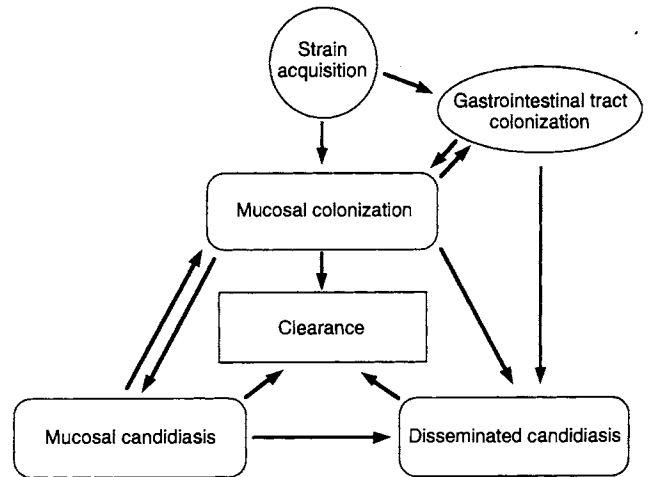 Strain
acquisition
Gastrointestinal tract
colonization
Mucosal colonization
Clearance
Mucosal candidiasis
Disseminated candidiasis